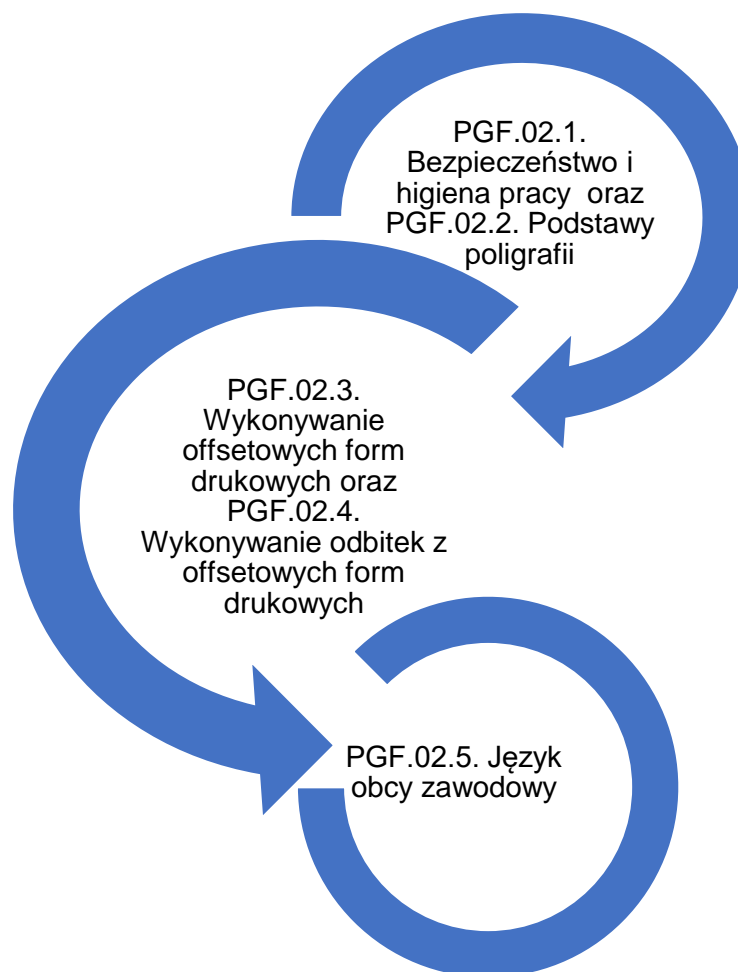 PGF.02.1.
Bezpieczeństwo i
higiena pracy  oraz
PGF.02.2. Podstawy
poligrafii
PGF.02.3.
Wykonywanie
offsetowych form
drukowych oraz
PGF.02.4.
Wykonywanie odbitek z
offsetowych form
drukowych
PGF.02.5. Język
obcy zawodowy